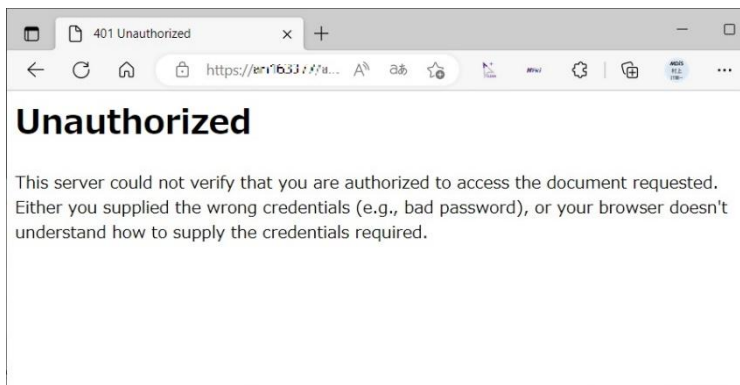 401 Unauthorized
https://
Unauthorized
This server could not verify that you are authorized to access the document requested.
Either you supplied the wrong credentials (e.g., bad password), or your browser doesn't
understand how to supply the credentials required.